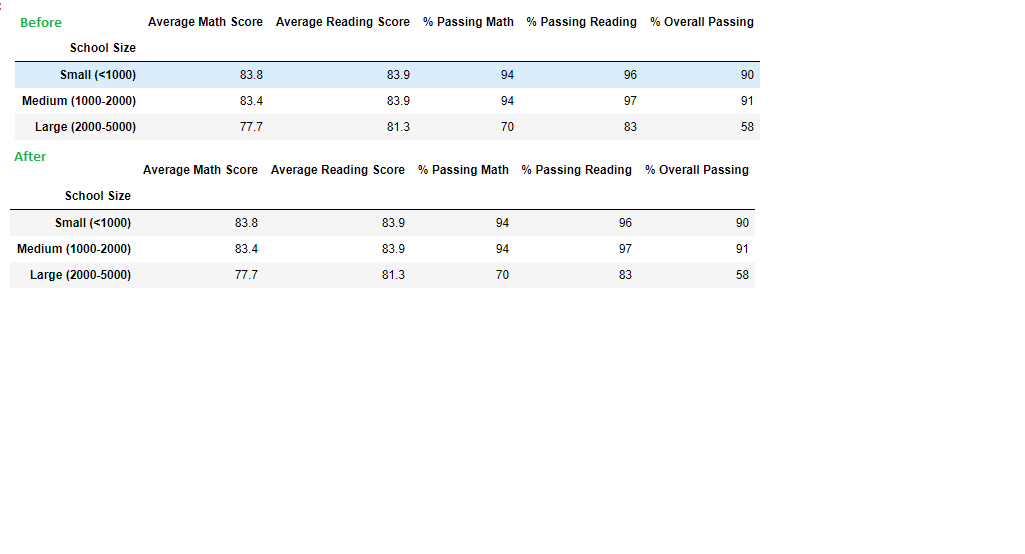 Before
Average Math Score Average Reading Score % Passing Math % Passing Reading % Overall Passing
School Size
Small (<1000) 83.8 83.9 94 96 90
Medium (1000-2000) 83.4 83.9 94 97 91
Large (2000-5000) 77.7 81.3 70 83 58
After
Average Math Score Average Reading Score % Passing Math % Passing Reading % Overall Passing
School Size
Small (<1000) 83.8 83.9 94 96 90
Medium (1000-2000) 83.4 83.9 94 97 91
Large (2000-5000) 77.7 81.3 70 83 58